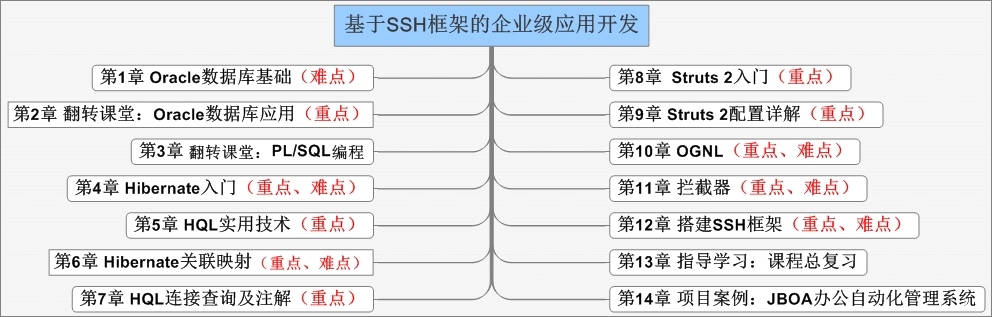 基于SSH框架的企业级应用开发
第1章 Oracle数据库基础（难点）
第2章 翻转课堂：Oracle数据库应用（重点）
第3章 翻转课堂：PL/SQL编程
第4章 Hibernate入门（重点、难点）
第5章 HQL实用技术（重点）
第6章 Hibernate关联映射（重点、难点）
第7章 HQL连接查询及注解（重点）
第8章 Struts 2入门（重点）
第9章 Struts 2配置详解（重点）
第10章 OGNL（重点、难点）
第11章 拦截器（重点、难点）
第12章 搭建SSH框架（重点、难点）
第13章 指导学习：课程总复习
第14章 项目案例：JBOA办公自动化管理系统